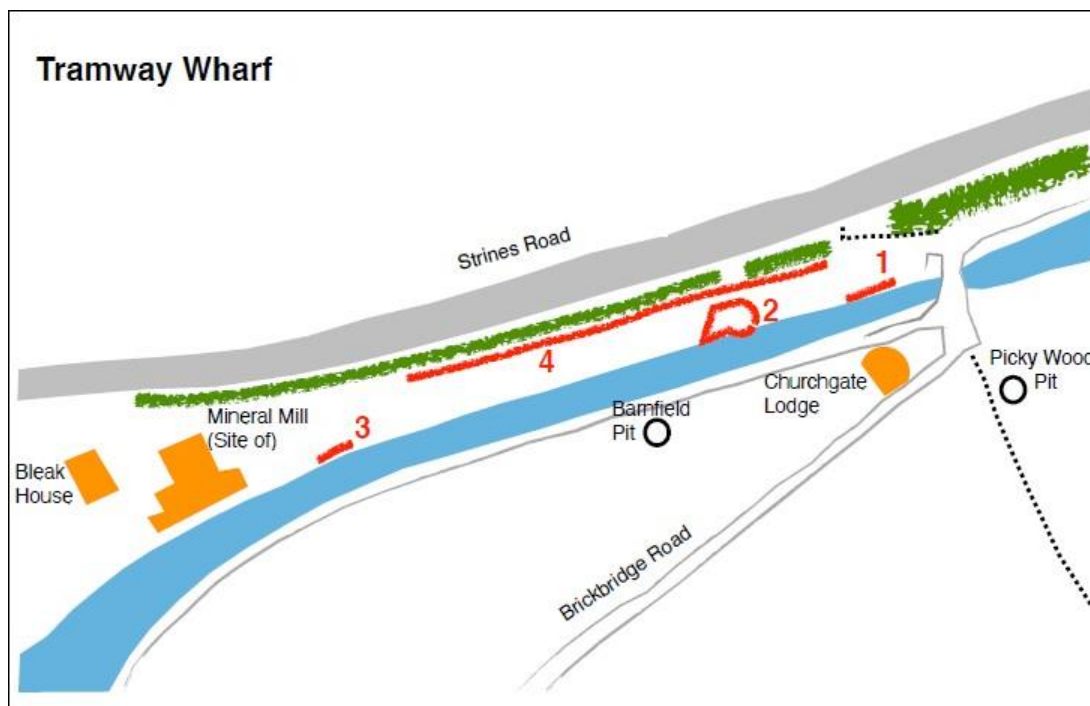 Tramway Wharf
Strines Road
1
2
4
3
Mineral Mill
(Site of)
Bleak
House
Churchgate
Lodge
Barnfield
Pit
Picky Wood
Pit
Brickbridge Road